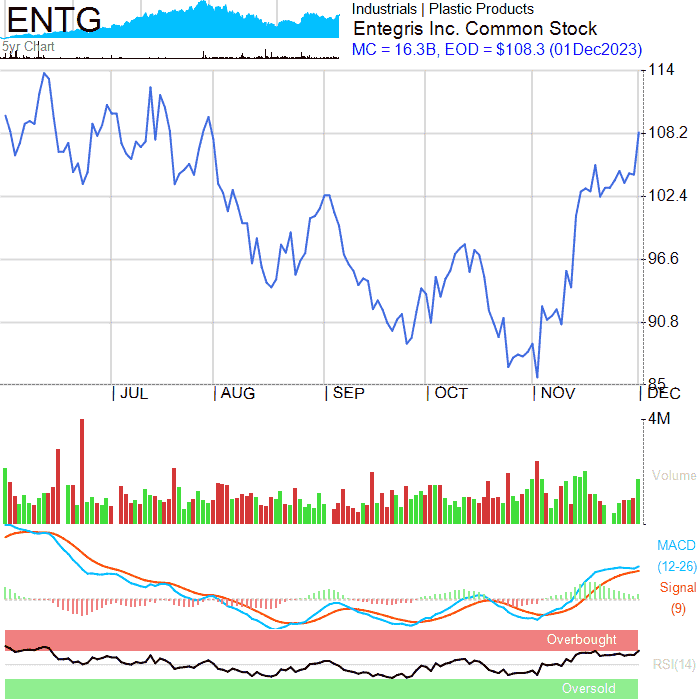 ENTG
5yr Chart
Industrials | Plastic Products
Entegris Inc. Common Stock
MC = 16.3B, EOD = $108.3 (01Dec2023)
114
108.2
102.4
96.6
90.8
85
JUL AUG SEP OCT NOV DEC
4M
Volume
MACD
(12-26)
Signal
(9)
Overbought
RSI(14)
Oversold